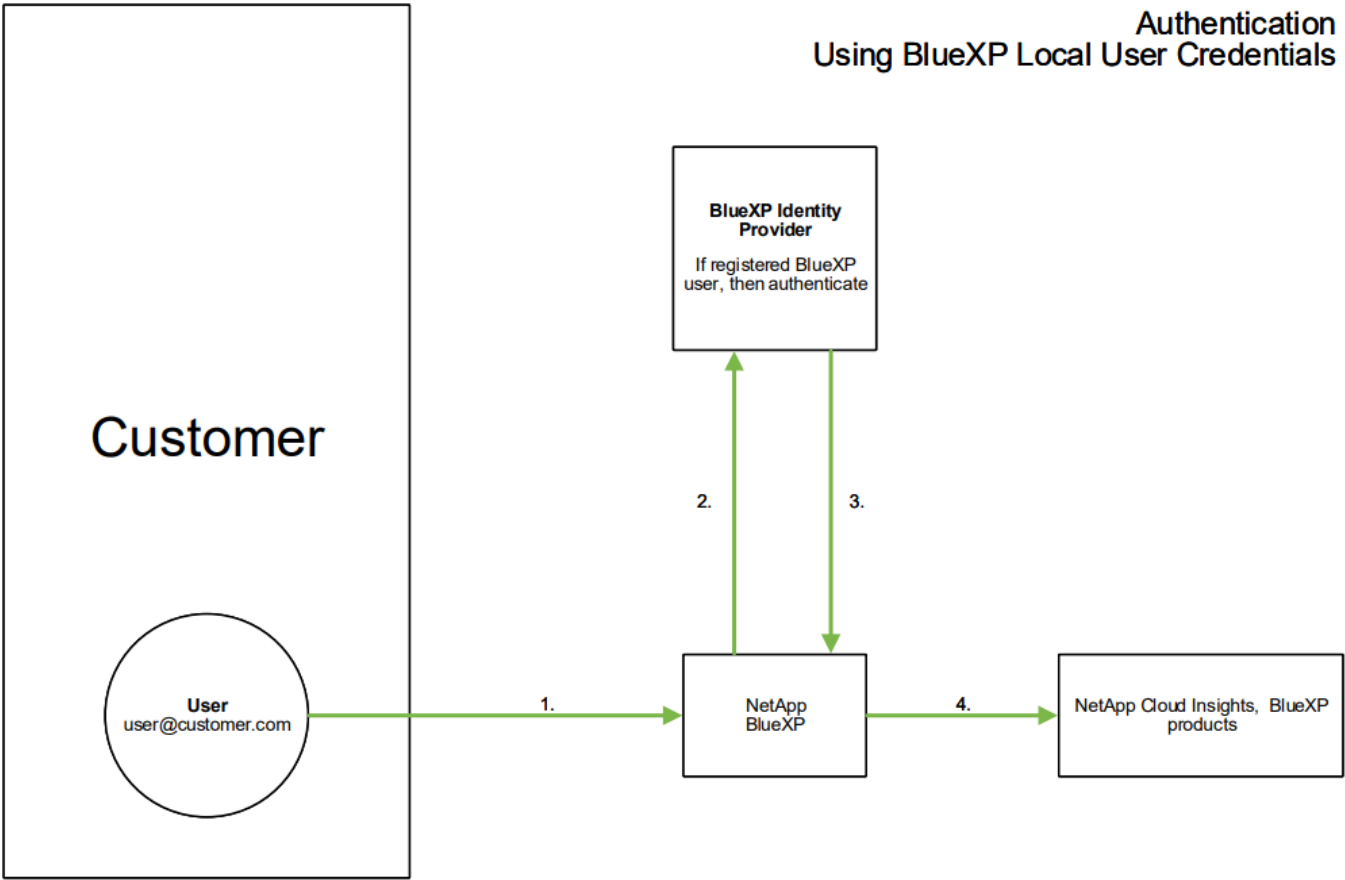 Authentication
Using BlueXP Local User Credentials
BlueXP Identity
Provider
If registered BlueXP
user, then authenticate
Customer
2.
3.
User
user@customer.com
1.
NetApp
BlueXP
4.
NetApp Cloud Insights, BlueXP
products